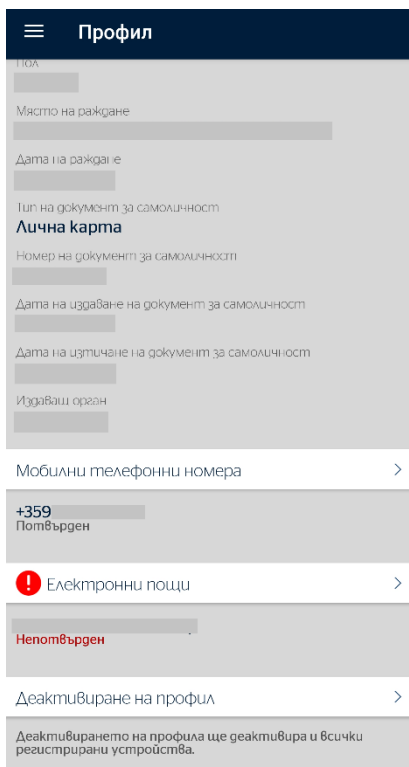 Профил
Пол
Място на раждане
Дата на раждане
Тип на документ за самоличност
Лична карта
Номер на документ за самоличност
Дата на издаване на документ за самоличност
Дата на изтичане на документ за самоличност
Издаващ орган
Мобилни телефонни номера
+359
Потвърден
Електронни пощи
Непотвърден
Деактивиране на профил
Деактивирането на профила ще деактивира и всички
регистрирани устройства.